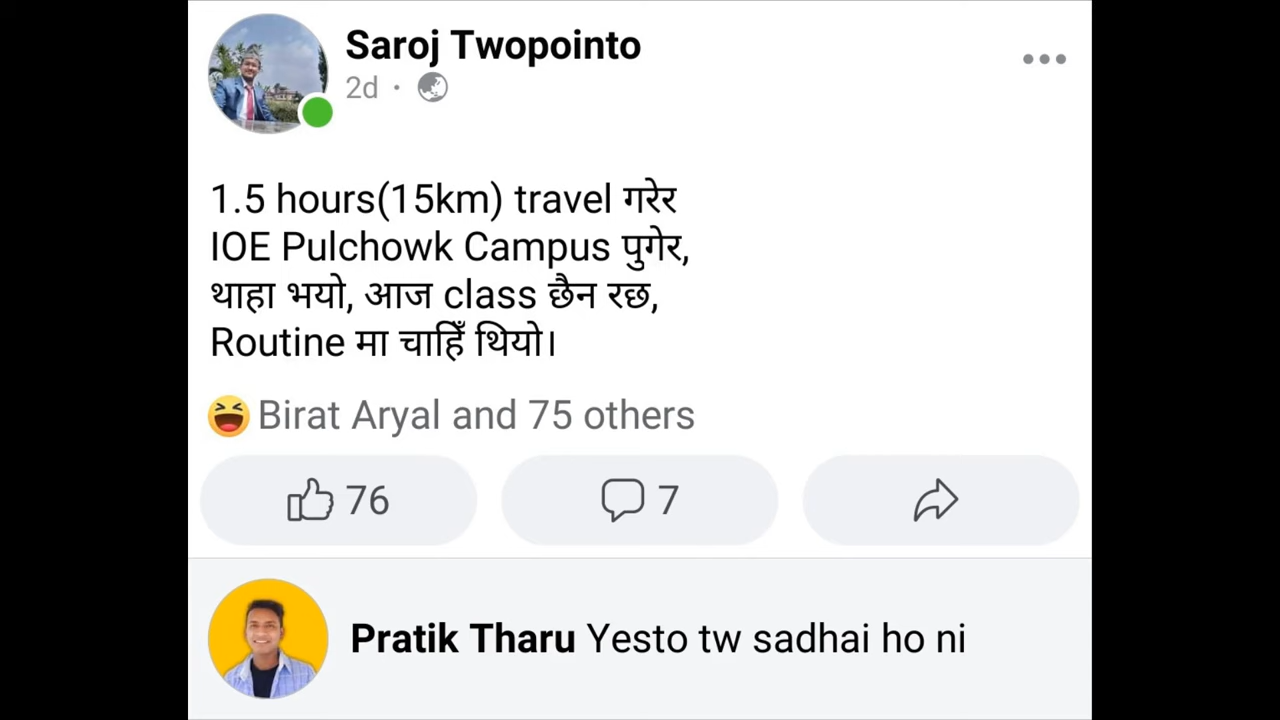 Saroj Twopointo
2d ·
1.5 hours(15km) travel गरेर
IOE Pulchowk Campus पुगेर,
थाहा भयो, आज class छैन रछ,
Routine मा चाहिँ थियो।
Birat Aryal and 75 others
76
7
Pratik Tharu Yesto tw sadhai ho ni